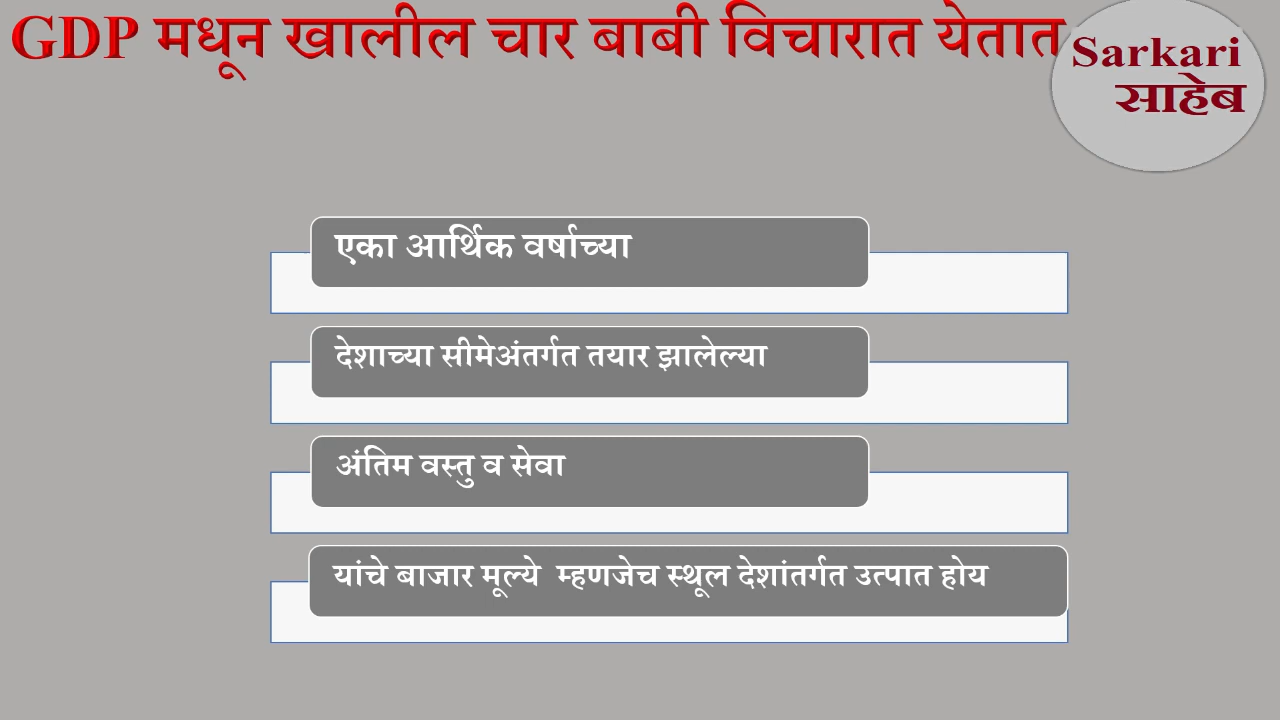 GDP मधून खालील चार बाबी विचारात येतात
Sarkari
साहेब
एका आर्थिक वर्षाच्या
देशाच्या सीमेअंतर्गत तयार झालेल्या
अंतिम वस्तु व सेवा
यांचे बाजार मूल्ये म्हणजेच स्थूल देशांतर्गत उत्पात होय